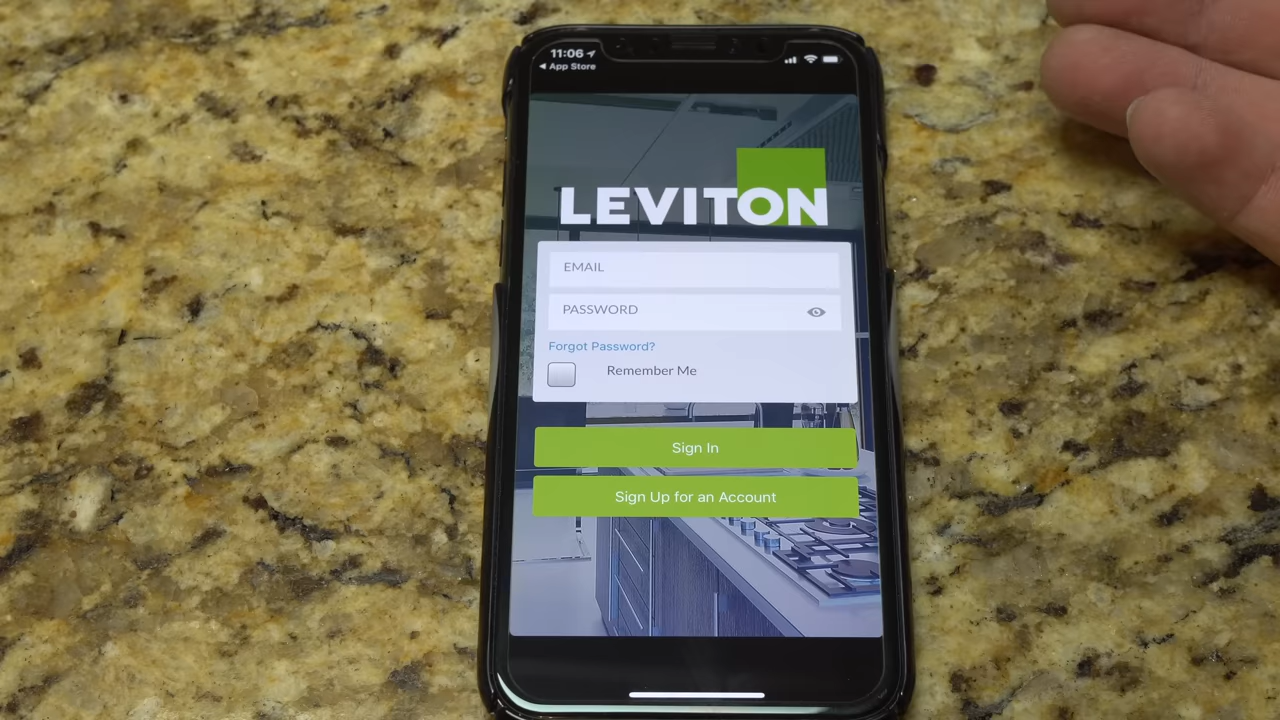 11:06
App Store
LEVITON
EMAIL
PASSWORD
Forgot Password?
Remember Me
Sign In
Sign Up for an Account